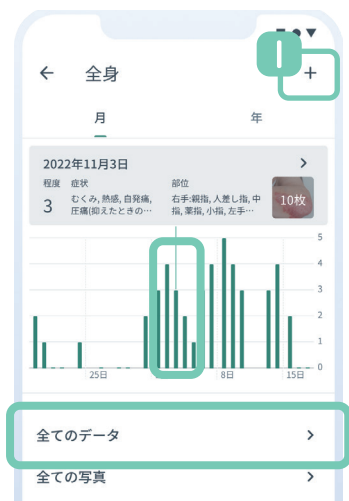 1
全身
月 年
2022年11月3日
程度 症状 部位
3 むくみ, 熱感, 自発痛, 右手:親指, 人差し指, 中
圧痛(抑えたときの… 指, 薬指, 小指, 左手…
10枚
5
4
3
2
1
0
25日 8日 15日
全てのデータ
全ての写真